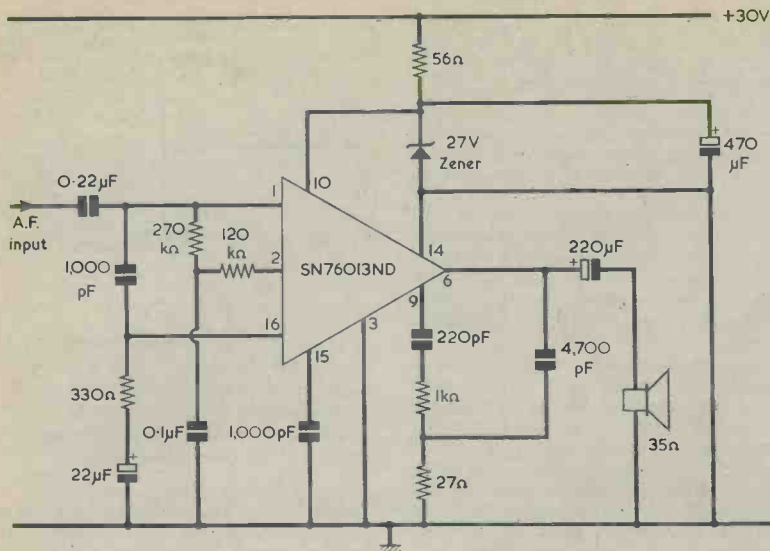 +30V
56Ω
27V
Zener
470
μF
10
0·22μF
A.F.
input
1
270
kΩ
120
kΩ
2
SN76013ND
14
6
220μF
1,000
pF
16
3
9
15
220pF
4,700
pF
330Ω
1kΩ
0·1μF
1,000pF
35Ω
22μF
27Ω
+
+
+